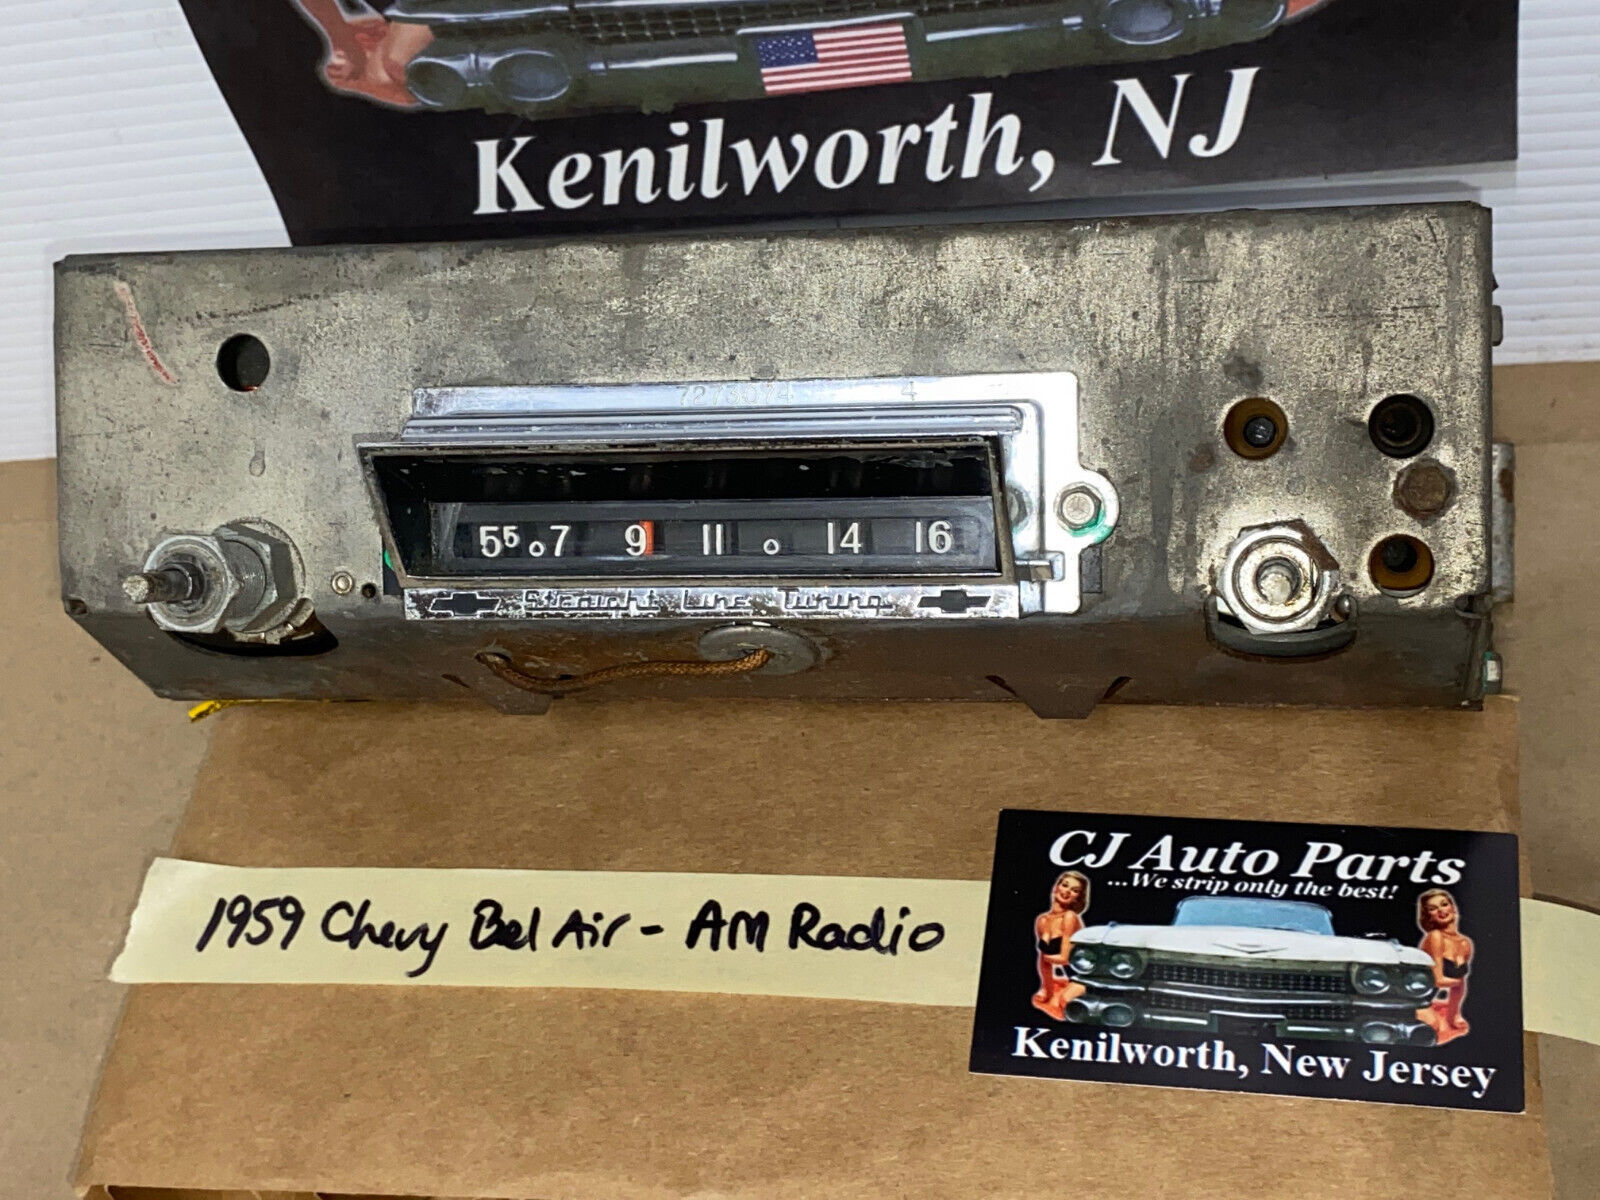 Kenilworth, NJ
7273074 4
55 7 9 11 14 16
Straight Line Tuning
1959 Chevy Bel Air - AM Radio
CJ Auto Parts
...We strip only the best!
Kenilworth, New Jersey